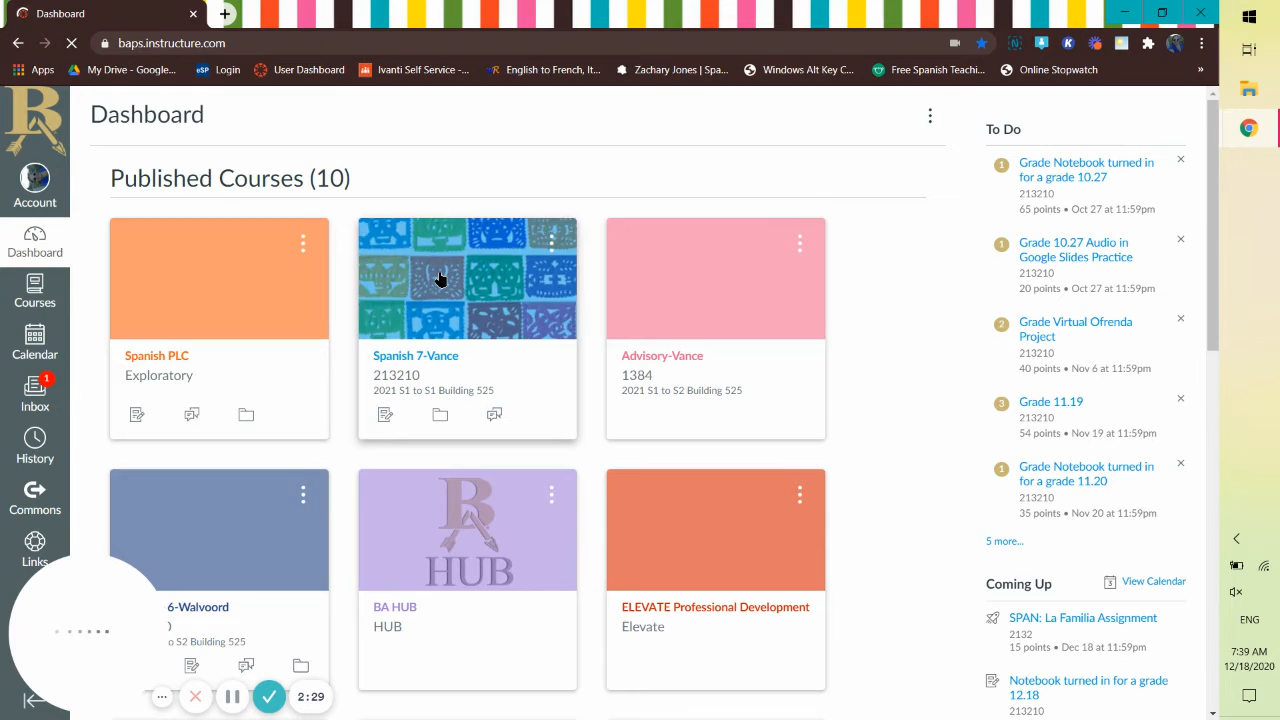 Dashboard
baps.instructure.com
Apps
My Drive - Google...
eSP Login
User Dashboard
Ivanti Self Service -...
English to French, It...
Zachary Jones | Spa...
Windows Alt Key C...
Free Spanish Teachi...
Online Stopwatch
»
B
Account
Dashboard
Courses
Calendar
1
Inbox
History
Commons
Links
Dashboard
Published Courses (10)
Spanish PLC
Exploratory
Spanish 7-Vance
213210
2021 S1 to S1 Building 525
Advisory-Vance
1384
2021 S1 to S2 Building 525
6-Walvoord
o S2 Building 525
B
HUB
BA HUB
HUB
ELEVATE Professional Development
Elevate
2:29
To Do
1
Grade Notebook turned in
for a grade 10.27
213210
65 points • Oct 27 at 11:59pm
1
Grade 10.27 Audio in
Google Slides Practice
213210
20 points • Oct 27 at 11:59pm
2
Grade Virtual Ofrenda
Project
213210
40 points • Nov 6 at 11:59pm
3
Grade 11.19
213210
54 points • Nov 19 at 11:59pm
1
Grade Notebook turned in
for a grade 11.20
213210
35 points • Nov 20 at 11:59pm
5 more...
Coming Up
3
View Calendar
SPAN: La Familia Assignment
2132
15 points • Dec 18 at 11:59pm
Notebook turned in for a grade
12.18
213210
ENG
7:39 AM
12/18/2020